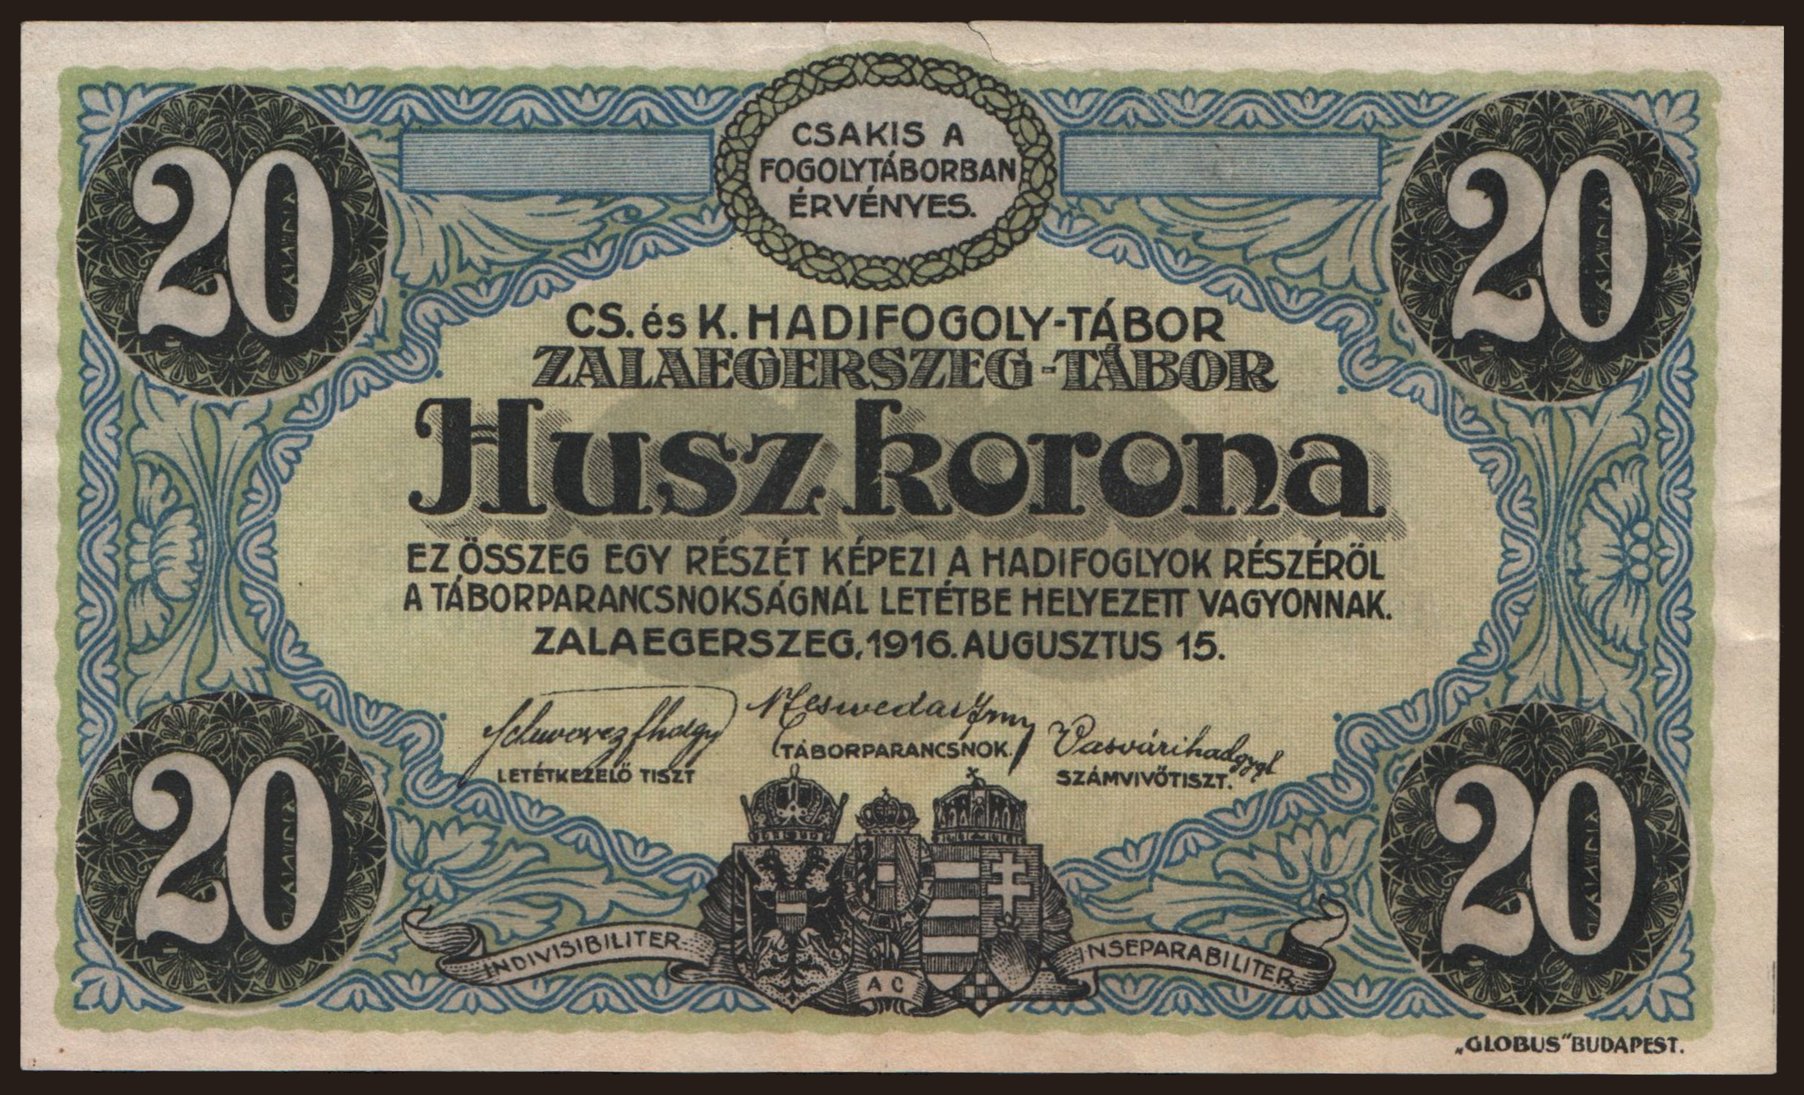 20
20
CSAKIS A
FOGOLYTÁBORBAN
ÉRVÉNYES.
CS. és K. HADIFOGOLY-TÁBOR
ZALAEGERSZEG-TÁBOR
Husz korona
EZ ÖSSZEG EGY RÉSZÉT KÉPEZI A HADIFOGLYOK RÉSZÉRŐL
A TÁBORPARANCSNOKSÁGNÁL LETÉTBE HELYEZETT VAGYONNAK.
ZALAEGERSZEG, 1916. AUGUSZTUS 15.
Vasvári hadgyel
TÁBORPARANCSNOK.
LETÉTKEZELŐ TISZT
SZÁMVIVŐTISZT.
20
20
INDIVISIBILITER-
AC
INSEPARABILITER
„GLOBUS" BUDAPEST.